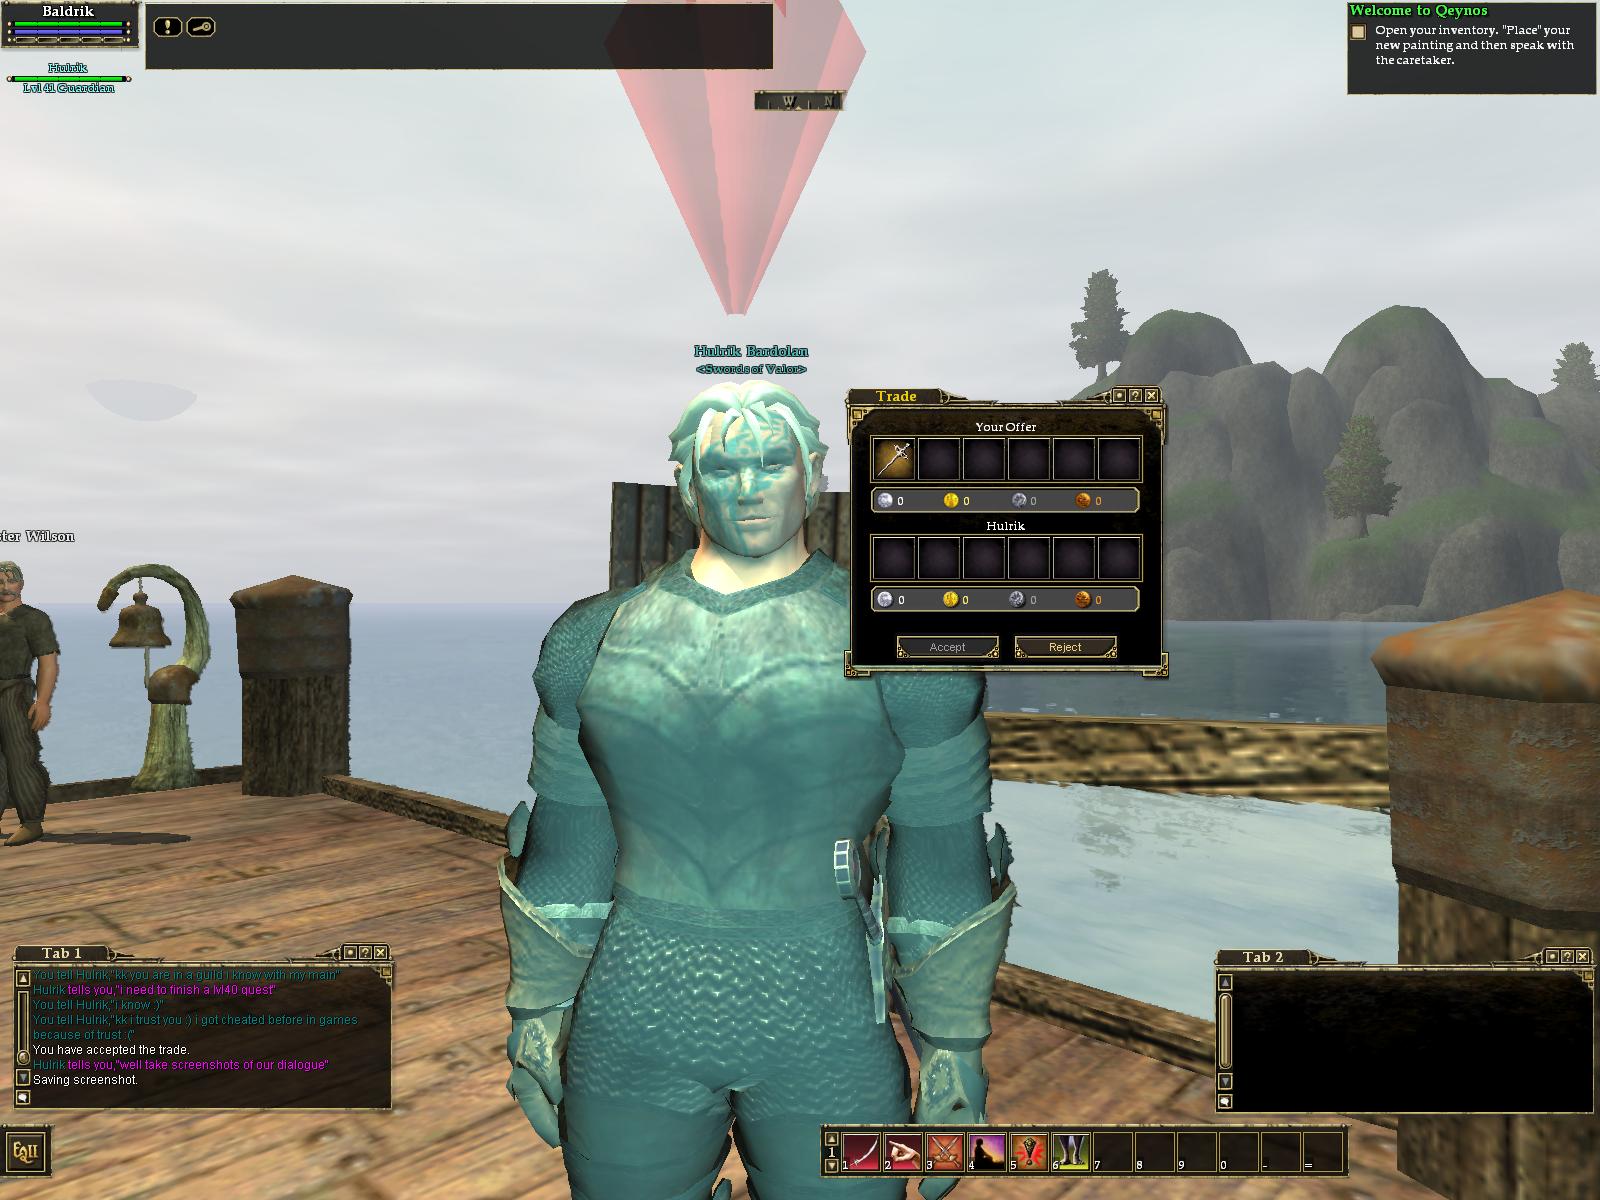 Baldrik
Hulrik
Lvl 41 Guardian
W N
Welcome to Qeynos
Open your inventory. "Place" your
new painting and then speak with
the caretaker.
Hulrik Bardolan
<Swords of Valor>
ster Wilson
Trade
Your Offer
0 0 0 0
Hulrik
0 0 0 0
Accept Reject
Tab 1
You tell Hulrik,"kk you are in a guild i know with my main"
Hulrik tells you,"i need to finish a lvl40 quest"
You tell Hulrik,"i know :)"
You tell Hulrik,"kk i trust you :) i got cheated before in games
because of trust :("
You have accepted the trade.
Hulrik tells you,"well take screenshots of our dialogue"
Saving screenshot.
Tab 2
EQII
1
1 2 3 4 5 6 7 8 9 0 - =